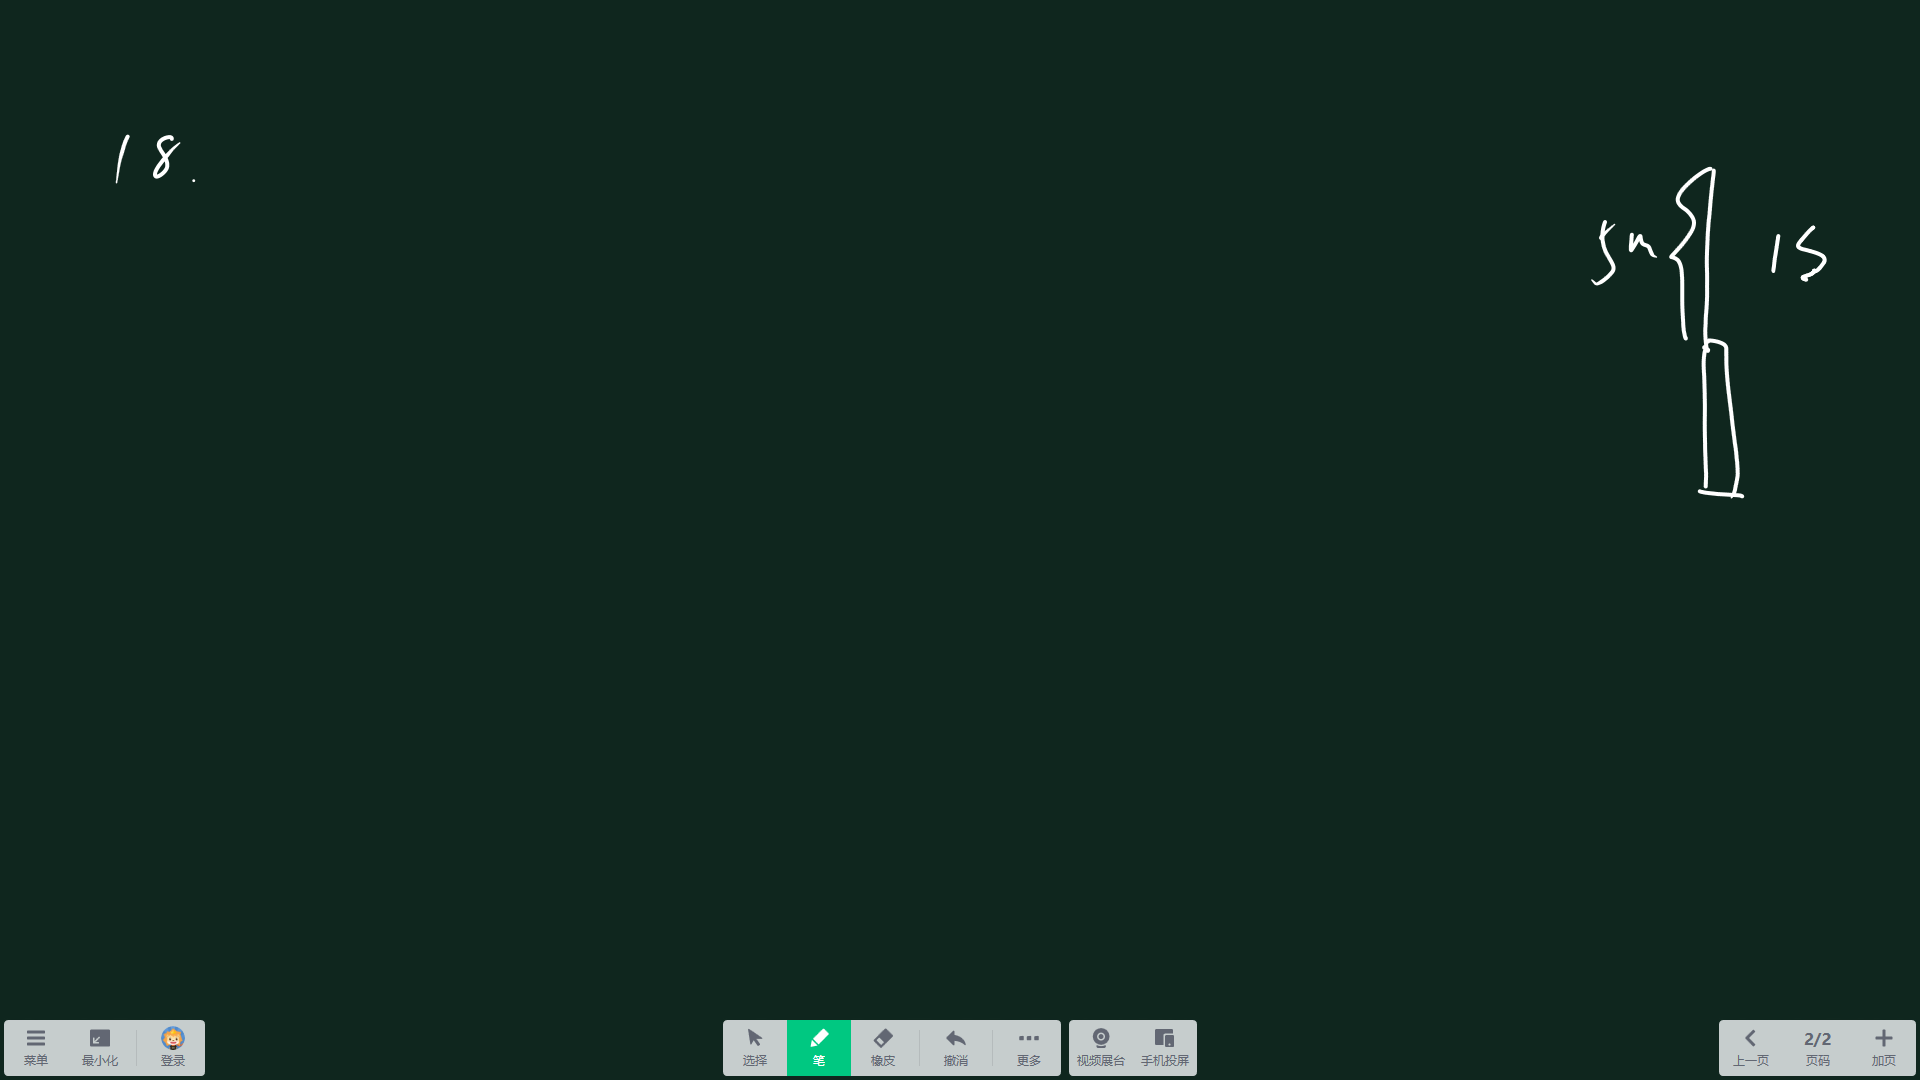 18.
5m
15
菜单
最小化
登录
选择
笔
橡皮
撤消
更多
视频展台
手机投屏
上一页
2/2
页码
加页